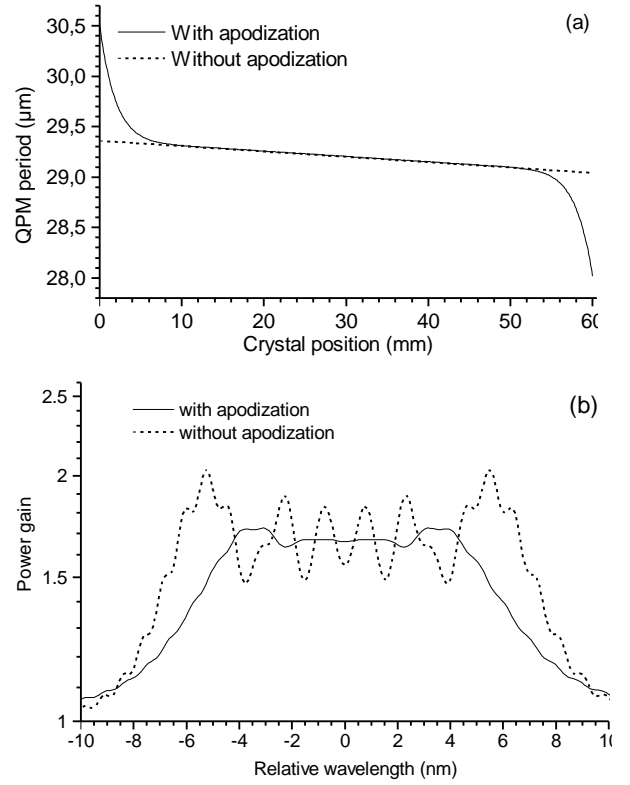 (a)
With apodization
Without apodization
30,5
30,0
29,5
29,0
28,5
28,0
QPM period (μm)
0 10 20 30 40 50 60
Crystal position (mm)
(b)
with apodization
without apodization
2.5
2
1.5
1
Power gain
-10 -8 -6 -4 -2 0 2 4 6 8 10
Relative wavelength (nm)